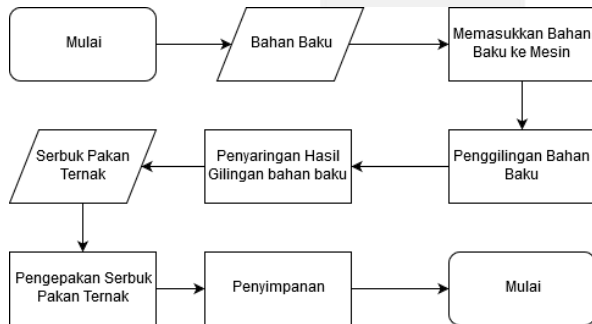 Mulai
Bahan Baku
Memasukkan Bahan
Baku ke Mesin
Penggilingan Bahan
Baku
Penyaringan Hasil
Gilingan bahan baku
Serbuk Pakan
Ternak
Pengepakan Serbuk
Pakan Ternak
Penyimpanan
Mulai